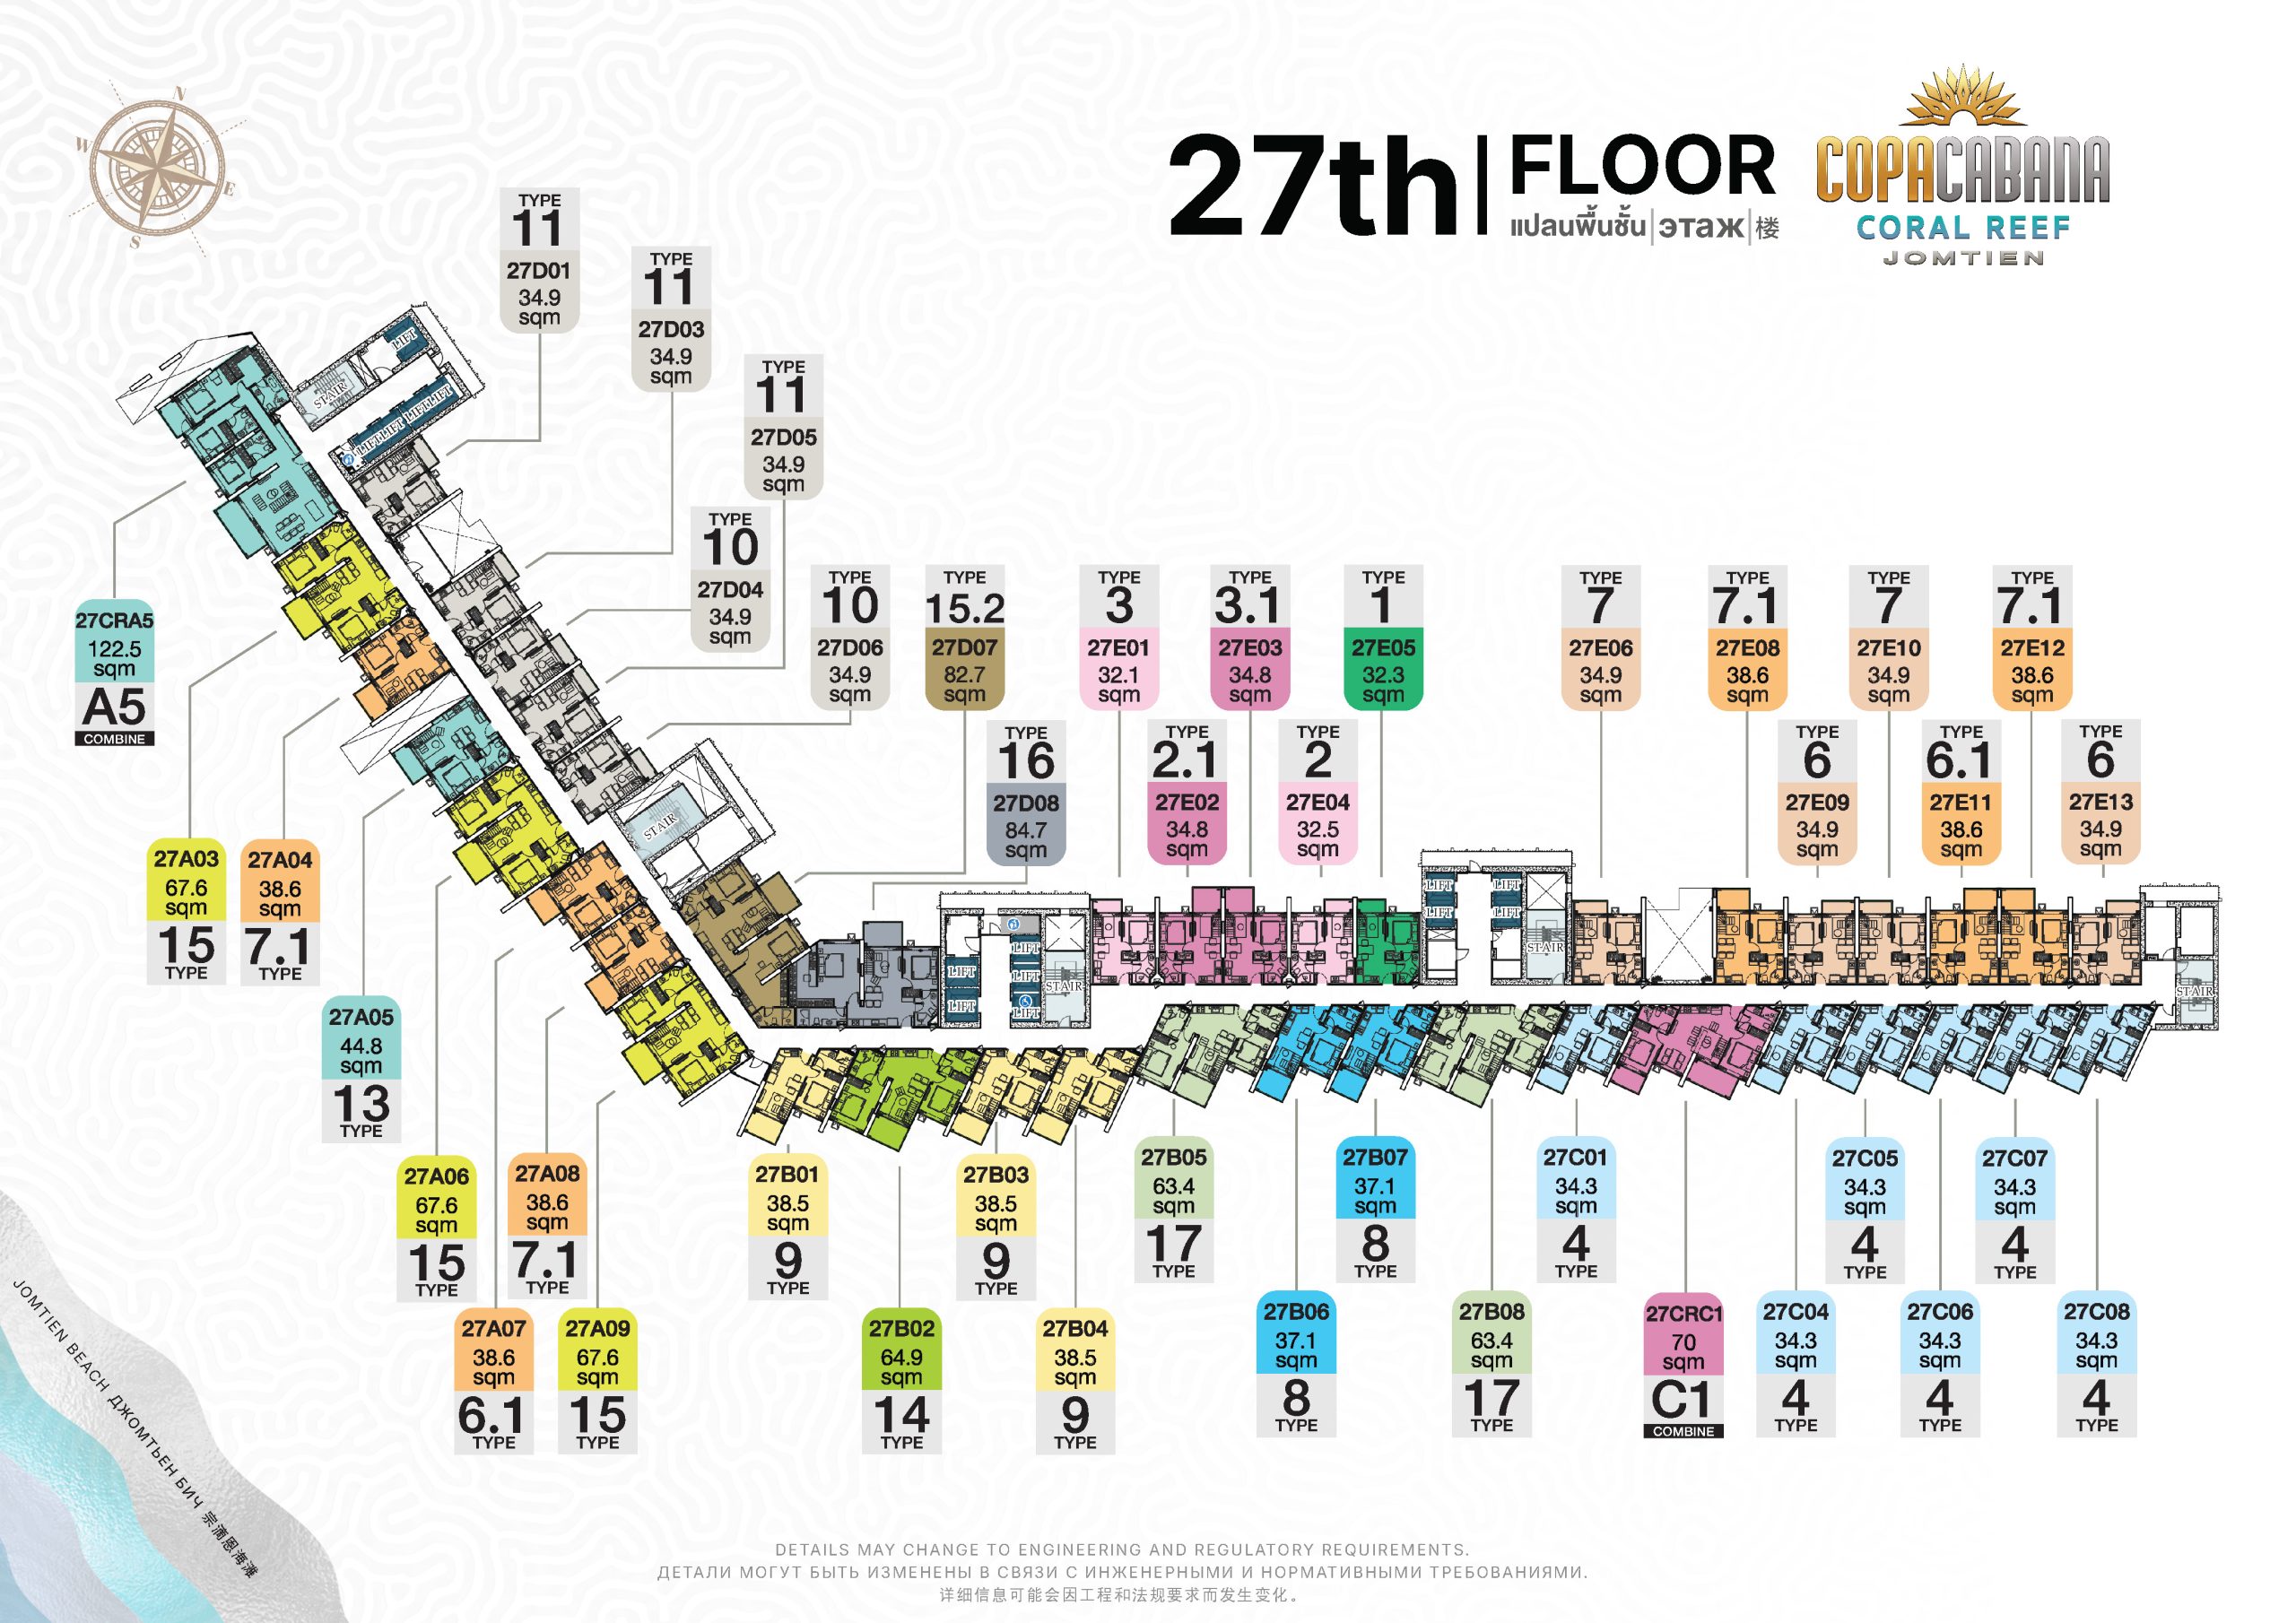 27th FLOOR
แปลนพื้นชั้น|этаж|楼
COPACABANA
CORAL REEF
JOMTIEN
N
W
E
S
TYPE
11
27D01
34.9
sqm
TYPE
11
27D03
34.9
sqm
TYPE
11
27D05
34.9
sqm
TYPE
10
27D04
34.9
sqm
TYPE
10
27D06
34.9
sqm
TYPE
15.2
27D07
82.7
sqm
TYPE
16
27D08
84.7
sqm
TYPE
3
27E01
32.1
sqm
TYPE
2.1
27E02
34.8
sqm
TYPE
3.1
27E03
34.8
sqm
TYPE
2
27E04
32.5
sqm
TYPE
1
27E05
32.3
sqm
TYPE
7
27E06
34.9
sqm
TYPE
7.1
27E08
38.6
sqm
TYPE
6
27E09
34.9
sqm
TYPE
7
27E10
34.9
sqm
TYPE
6.1
27E11
38.6
sqm
TYPE
7.1
27E12
38.6
sqm
TYPE
6
27E13
34.9
sqm
LIFT
STAIR
LIFT LIFT LIFT LIFT
STAIR
LIFT
LIFT
LIFT
LIFT
LIFT
STAIR
LIFT
LIFT
LIFT
LIFT
STAIR
STAIR
27CRA5
122.5
sqm
A5
COMBINE
27A03
67.6
sqm
15
TYPE
27A04
38.6
sqm
7.1
TYPE
27A05
44.8
sqm
13
TYPE
27A06
67.6
sqm
15
TYPE
27A07
38.6
sqm
6.1
TYPE
27A08
38.6
sqm
7.1
TYPE
27A09
67.6
sqm
15
TYPE
27B01
38.5
sqm
9
TYPE
27B02
64.9
sqm
14
TYPE
27B03
38.5
sqm
9
TYPE
27B04
38.5
sqm
9
TYPE
27B05
63.4
sqm
17
TYPE
27B06
37.1
sqm
8
TYPE
27B07
37.1
sqm
8
TYPE
27B08
63.4
sqm
17
TYPE
27C01
34.3
sqm
4
TYPE
27CRC1
70
sqm
C1
COMBINE
27C04
34.3
sqm
4
TYPE
27C05
34.3
sqm
4
TYPE
27C06
34.3
sqm
4
TYPE
27C07
34.3
sqm
4
TYPE
27C08
34.3
sqm
4
TYPE
JOMTIEN BEACH ДЖОМТЬЕН БИЧ 宗滴恩海滩
DETAILS MAY CHANGE TO ENGINEERING AND REGULATORY REQUIREMENTS.
ДЕТАЛИ МОГУТ БЫТЬ ИЗМЕНЕНЫ В СВЯЗИ С ИНЖЕНЕРНЫМИ И НОРМАТИВНЫМИ ТРЕБОВАНИЯМИ.
详细信息可能会因工程和法规要求而发生变化。